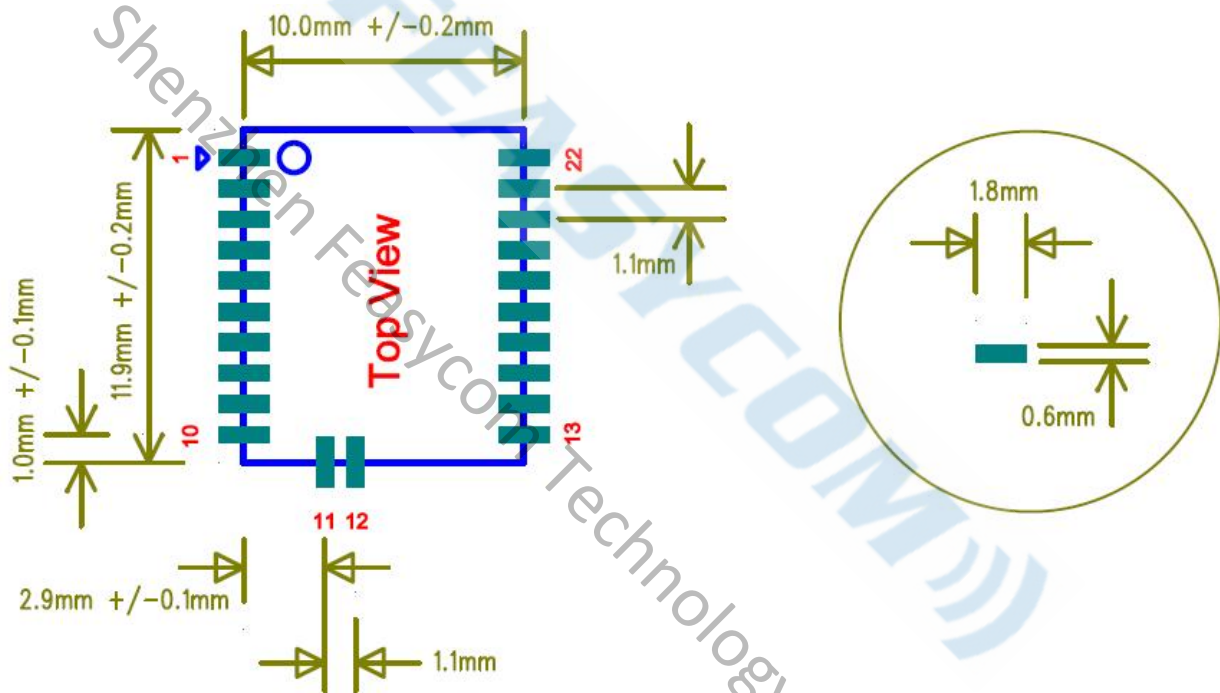 10.0mm +/-0.2mm
1
22
11.9mm +/-0.2mm
1.1mm
1.8mm
Top View
1.0mm +/-0.1mm
0.6mm
10
13
11 12
2.9mm +/-0.1mm
1.1mm
Shenzhen Feasycom Technology
FEASYCOM